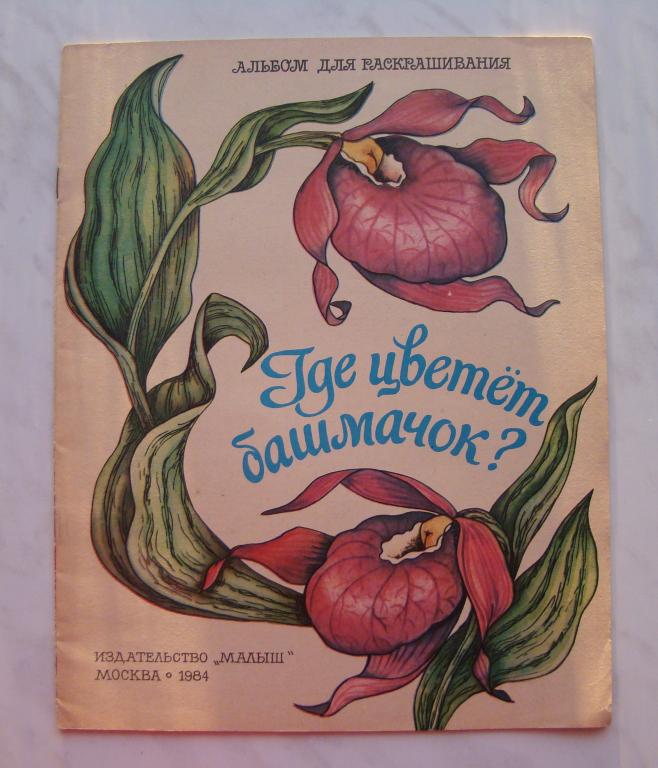 АЛЬБОМ ДЛЯ РАСКРАШИВАНИЯ
Где цветёт
башмачок?
ИЗДАТЕЛЬСТВО „МАЛЫШ"
МОСКВА • 1984